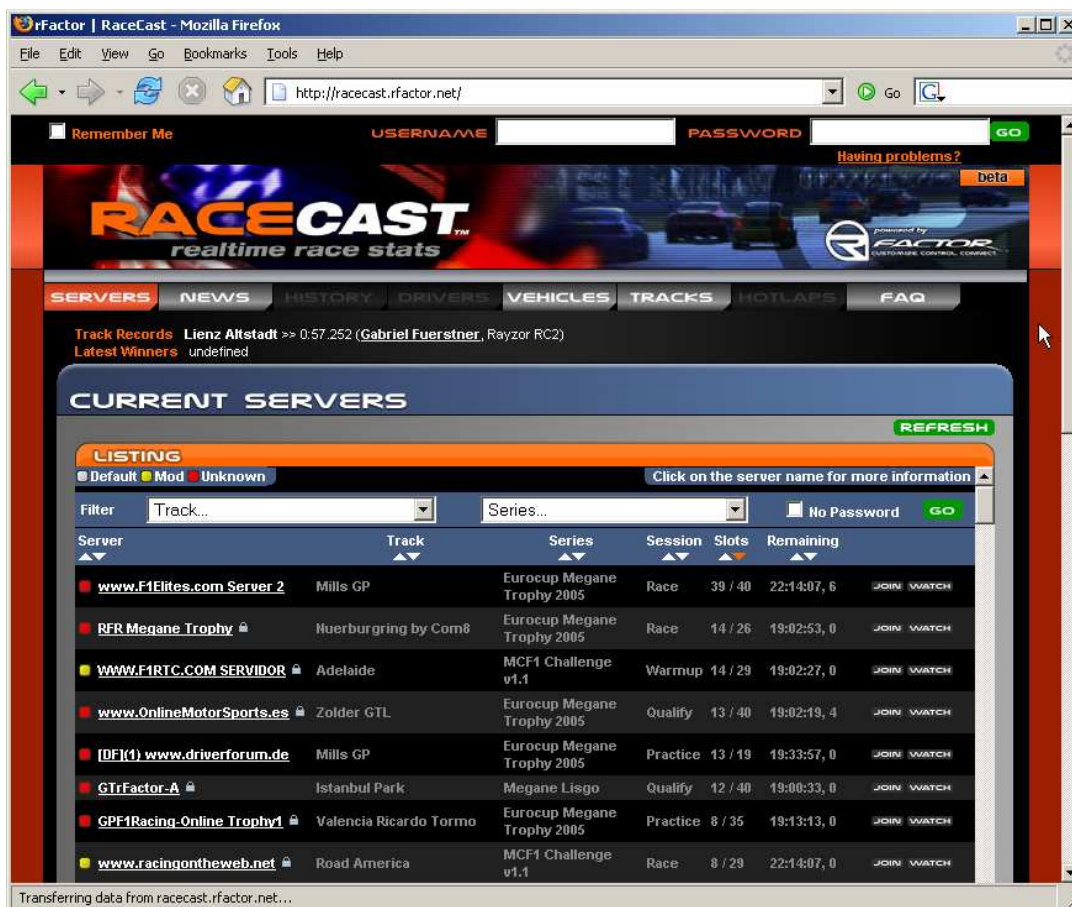 rFactor | RaceCast - Mozilla Firefox
File Edit View Go Bookmarks Tools Help
http://racecast.rfactor.net/ Go G
Remember Me USERNAME PASSWORD GO
Having problems?
beta
RACECAST™
realtime race stats
powered by
RFACTOR
CUSTOMIZE CONTROL CONNECT
SERVERS NEWS HISTORY DRIVERS VEHICLES TRACKS HOTLAPS FAQ
Track Records Lienz Altstadt >> 0:57.252 (Gabriel Fuerstner, Rayzor RC2)
Latest Winners undefined
CURRENT SERVERS
REFRESH
LISTING
Default Mod Unknown Click on the server name for more information
Filter Track... Series... No Password GO
Server Track Series Session Slots Remaining
www.F1Elites.com Server 2 Mills GP Eurocup Megane Trophy 2005 Race 39 / 40 22:14:07, 6 JOIN WATCH
RFR Megane Trophy Nuerburgring by Com8 Eurocup Megane Trophy 2005 Race 14 / 26 19:02:53, 0 JOIN WATCH
WWW.F1RTC.COM SERVIDOR Adelaide MCF1 Challenge v1.1 Warmup 14 / 29 19:02:27, 0 JOIN WATCH
www.OnlineMotorSports.es Zolder GTL Eurocup Megane Trophy 2005 Qualify 13 / 40 19:02:19, 4 JOIN WATCH
[DF](1) www.driverforum.de Mills GP Eurocup Megane Trophy 2005 Practice 13 / 19 19:33:57, 0 JOIN WATCH
GTrFactor-A Istanbul Park Megane Lisgo Qualify 12 / 40 19:00:33, 0 JOIN WATCH
GPF1Racing-Online Trophy1 Valencia Ricardo Tormo Eurocup Megane Trophy 2005 Practice 8 / 35 19:13:13, 0 JOIN WATCH
www.racingontheweb.net Road America MCF1 Challenge v1.1 Race 8 / 29 22:14:07, 0 JOIN WATCH
Transferring data from racecast.rfactor.net...